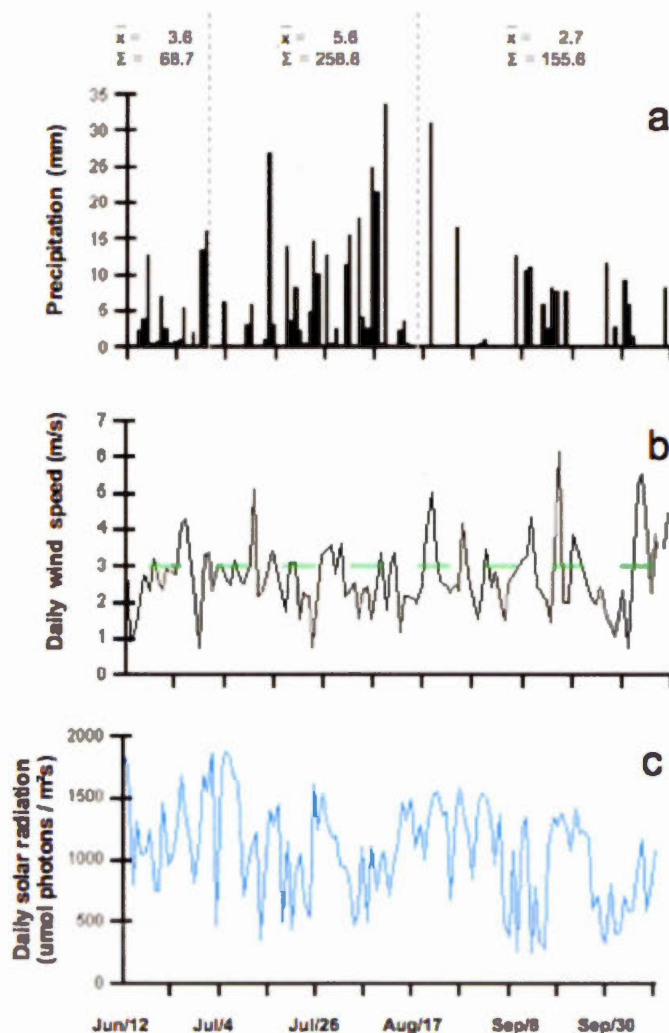 x̅ = 3.6
Σ = 68.7
x̅ = 5.6
Σ = 258.6
x̅ = 2.7
Σ = 155.6
a
Precipitation (mm)
35
30
25
20
15
10
5
0
b
Daily wind speed (m/s)
7
6
5
4
3
2
1
0
c
Daily solar radiation
(umol photons / m²s)
2000
1500
1000
500
0
Jun/12 Jul/4 Jul/26 Aug/17 Sep/8 Sep/30